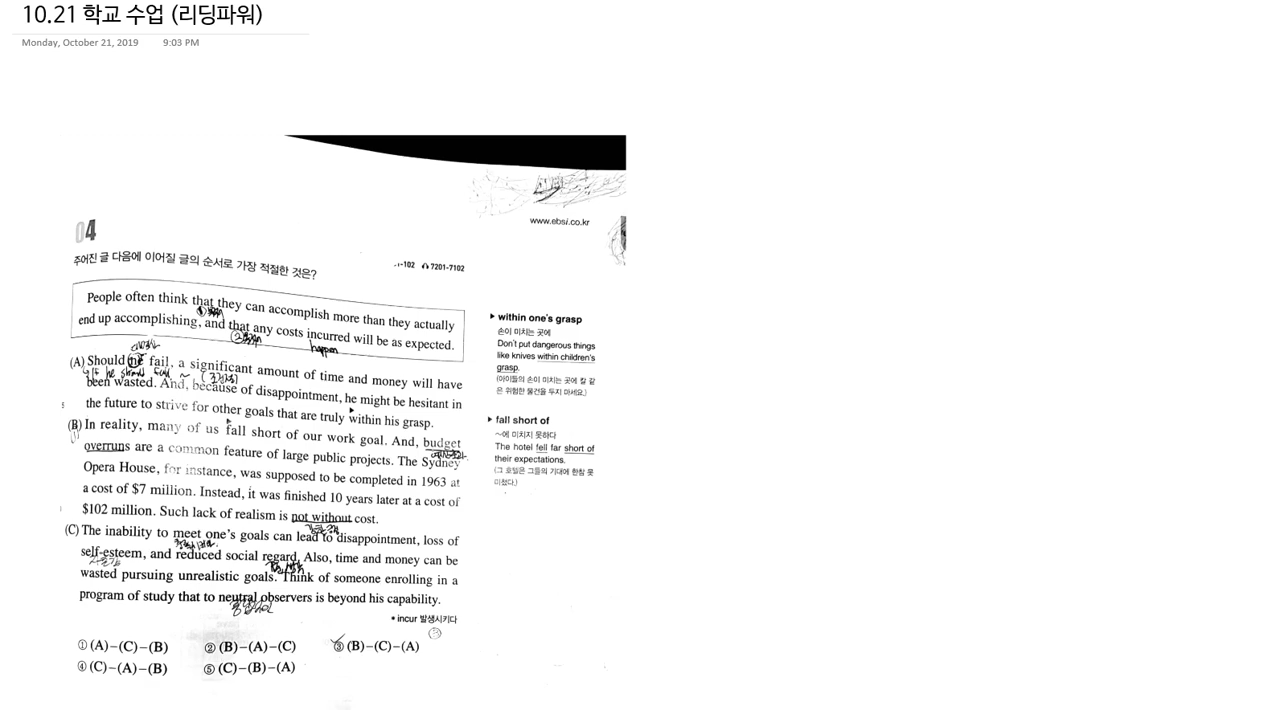 10.21 학교 수업 (리딩파워)
Monday, October 21, 2019 9:03 PM
www.ebsi.co.kr
04
주어진 글 다음에 이어질 글의 순서로 가장 적절한 것은?
-102 7201-7102
People often think that they can accomplish more than they actually
end up accomplishing, and that any costs incurred will be as expected.
happen
(A) Should he fail, a significant amount of time and money will have
If he should fail ~
been wasted. And, because of disappointment, he might be hesitant in
the future to strive for other goals that are truly within his grasp.
(B) In reality, many of us fall short of our work goal. And, budget
overruns are a common feature of large public projects. The Sydney
Opera House, for instance, was supposed to be completed in 1963 at
a cost of $7 million. Instead, it was finished 10 years later at a cost of
$102 million. Such lack of realism is not without cost.
(C) The inability to meet one's goals can lead to disappointment, loss of
self-esteem, and reduced social regard. Also, time and money can be
wasted pursuing unrealistic goals. Think of someone enrolling in a
program of study that to neutral observers is beyond his capability.
* incur 발생시키다
③
① (A)-(C)-(B) ② (B)-(A)-(C) ③ (B)-(C)-(A)
④ (C)-(A)-(B) ⑤ (C)-(B)-(A)
▶ within one's grasp
손이 미치는 곳에
Don't put dangerous things
like knives within children's
grasp.
(아이들의 손이 미치는 곳에 칼 같
은 위험한 물건을 두지 마세요.)
▶ fall short of
~에 미치지 못하다
The hotel fell far short of
their expectations.
(그 호텔은 그들의 기대에 한참 못
미쳤다.)